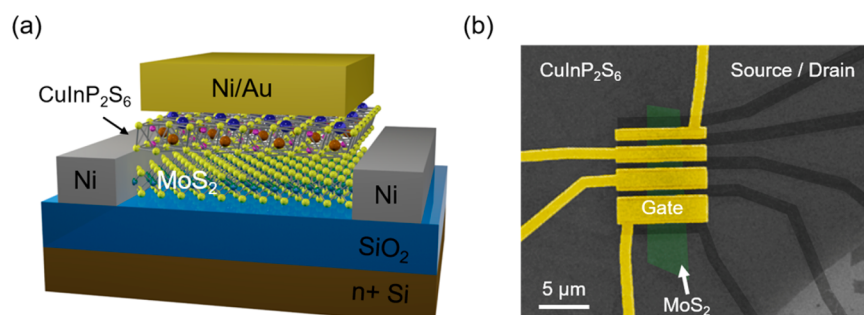 (a)
Ni/Au
CuInP₂S₆
Ni
MoS₂
Ni
SiO₂
n+ Si
(b)
CuInP₂S₆
Source / Drain
Gate
5 μm
MoS₂